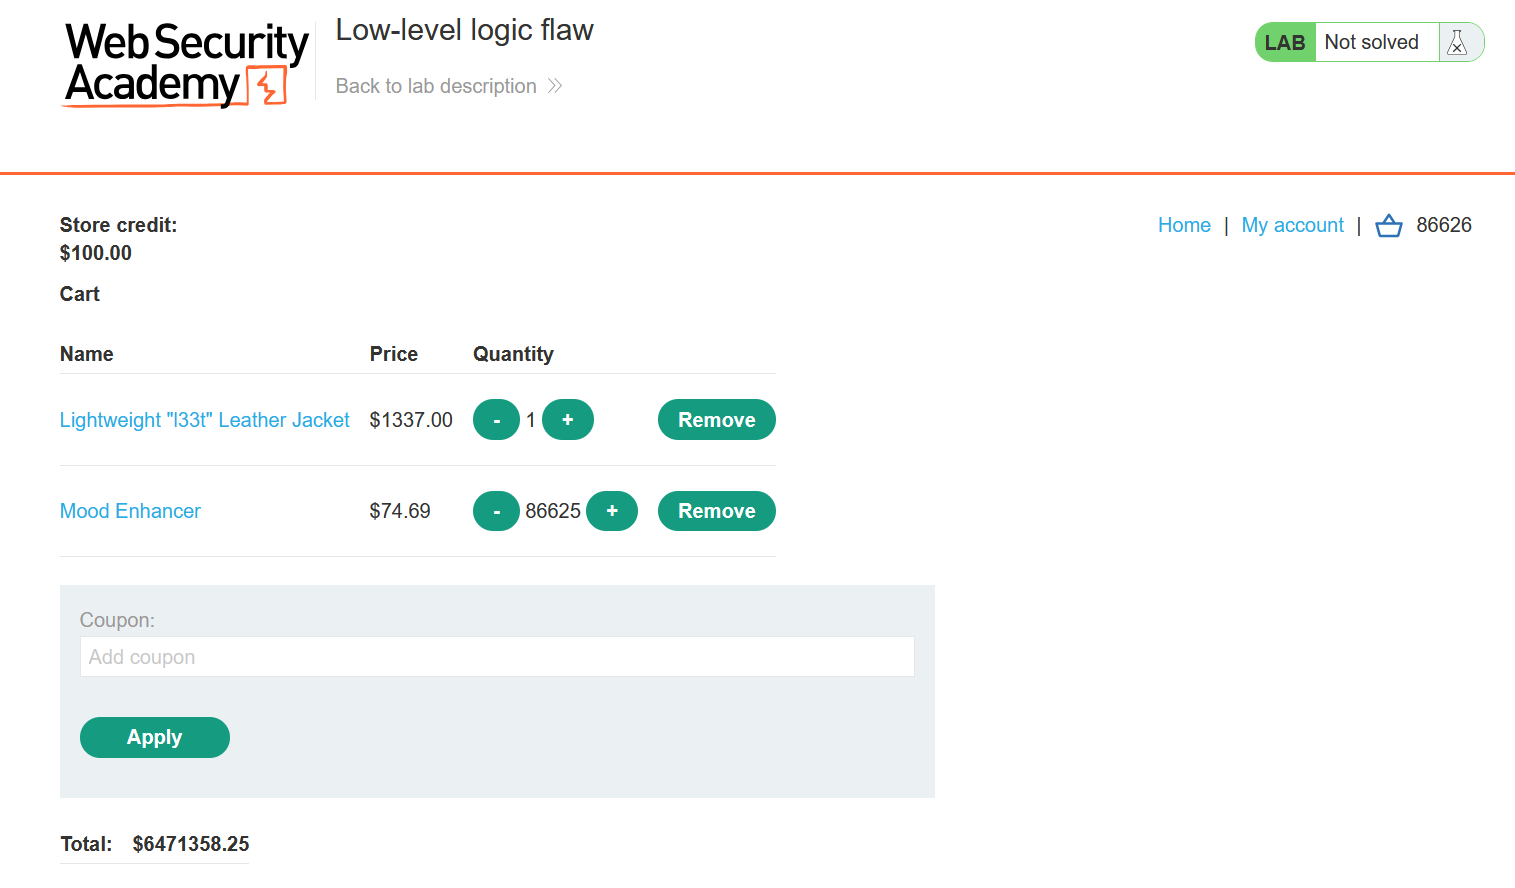 Web Security
Academy
Low-level logic flaw
Back to lab description
LAB Not solved
Store credit:
$100.00
Home | My account | 86626
Cart
Name Price Quantity
Lightweight "l33t" Leather Jacket $1337.00 - 1 + Remove
Mood Enhancer $74.69 - 86625 + Remove
Coupon:
Add coupon
Apply
Total: $6471358.25